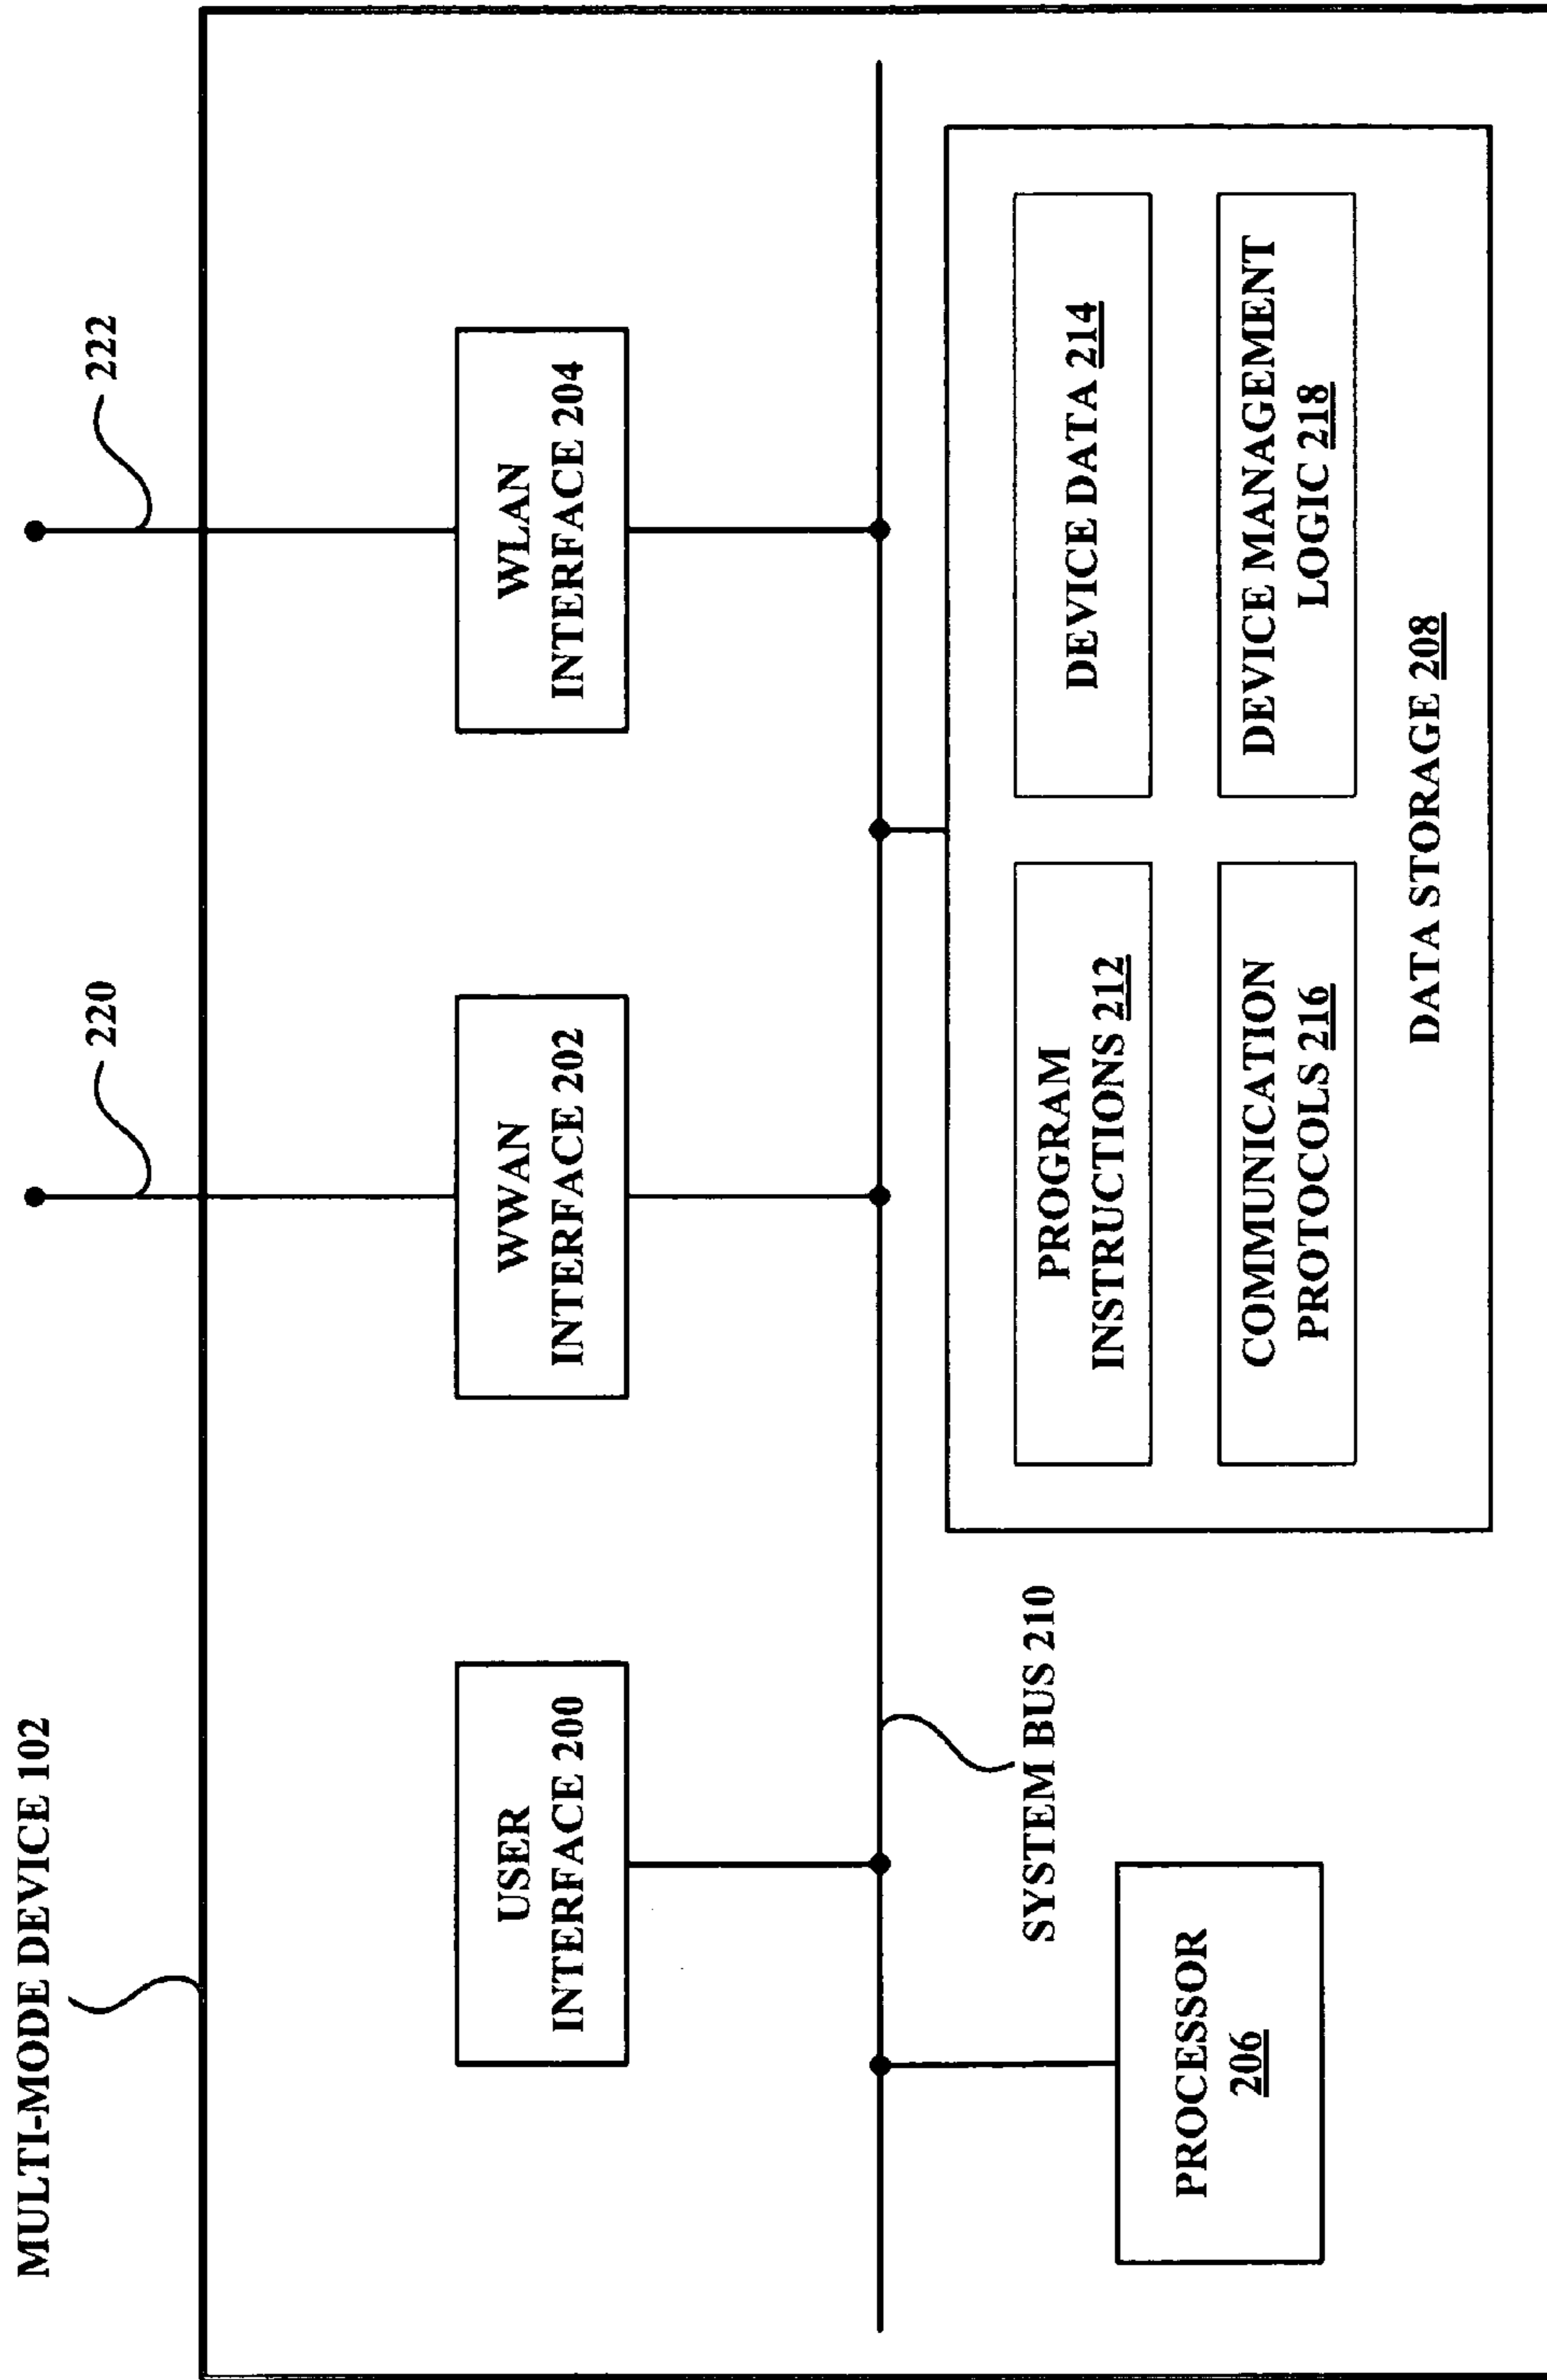 MULTI-MODE DEVICE 102
220
222
USER
INTERFACE 200
WWAN
INTERFACE 202
WLAN
INTERFACE 204
SYSTEM BUS 210
PROCESSOR
206
PROGRAM
INSTRUCTIONS 212
DEVICE DATA 214
COMMUNICATION
PROTOCOLS 216
DEVICE MANAGEMENT
LOGIC 218
DATA STORAGE 208